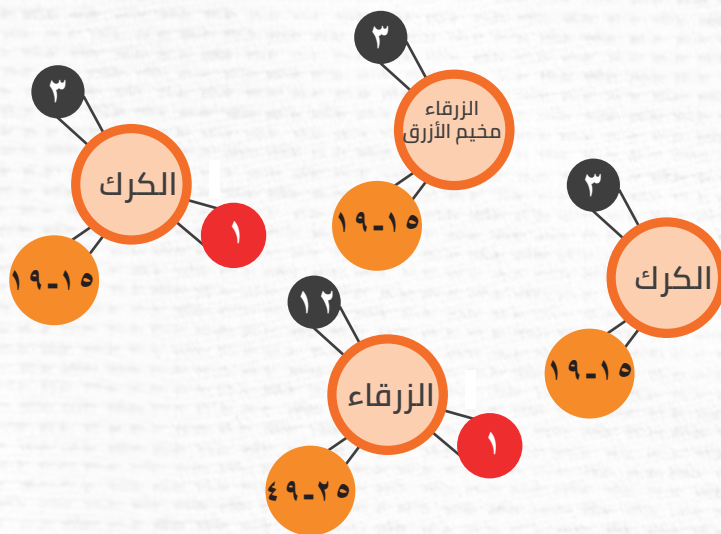 ٣
الزرقاء
مخيم الأزرق
١٥-١٩
٣
الكرك
١
١٥-١٩
٣
الكرك
١٥-١٩
١٢
الزرقاء
١
٢٥-٤٩